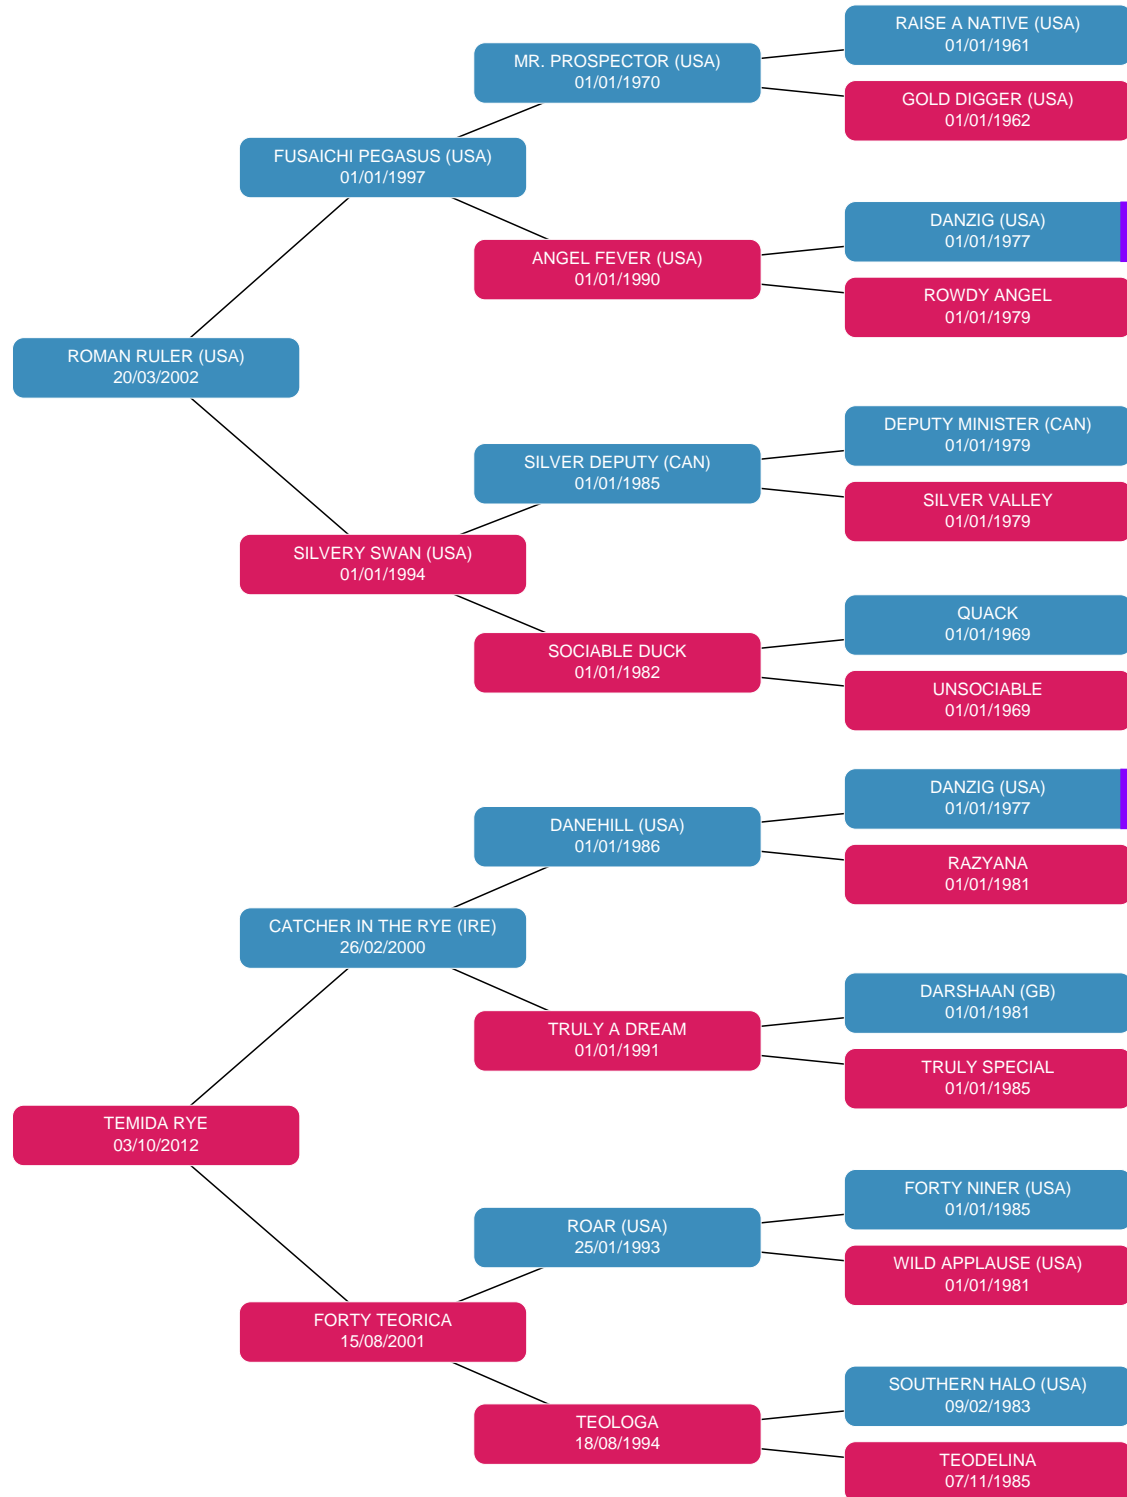 RAISE A NATIVE (USA)
01/01/1961
MR. PROSPECTOR (USA)
01/01/1970
GOLD DIGGER (USA)
01/01/1962
FUSAICHI PEGASUS (USA)
01/01/1997
DANZIG (USA)
01/01/1977
ANGEL FEVER (USA)
01/01/1990
ROWDY ANGEL
01/01/1979
ROMAN RULER (USA)
20/03/2002
DEPUTY MINISTER (CAN)
01/01/1979
SILVER DEPUTY (CAN)
01/01/1985
SILVER VALLEY
01/01/1979
SILVERY SWAN (USA)
01/01/1994
QUACK
01/01/1969
SOCIABLE DUCK
01/01/1982
UNSOCIABLE
01/01/1969
DANZIG (USA)
01/01/1977
DANEHILL (USA)
01/01/1986
RAZYANA
01/01/1981
CATCHER IN THE RYE (IRE)
26/02/2000
DARSHAAN (GB)
01/01/1981
TRULY A DREAM
01/01/1991
TRULY SPECIAL
01/01/1985
TEMIDA RYE
03/10/2012
FORTY NINER (USA)
01/01/1985
ROAR (USA)
25/01/1993
WILD APPLAUSE (USA)
01/01/1981
FORTY TEORICA
15/08/2001
SOUTHERN HALO (USA)
09/02/1983
TEOLOGA
18/08/1994
TEODELINA
07/11/1985